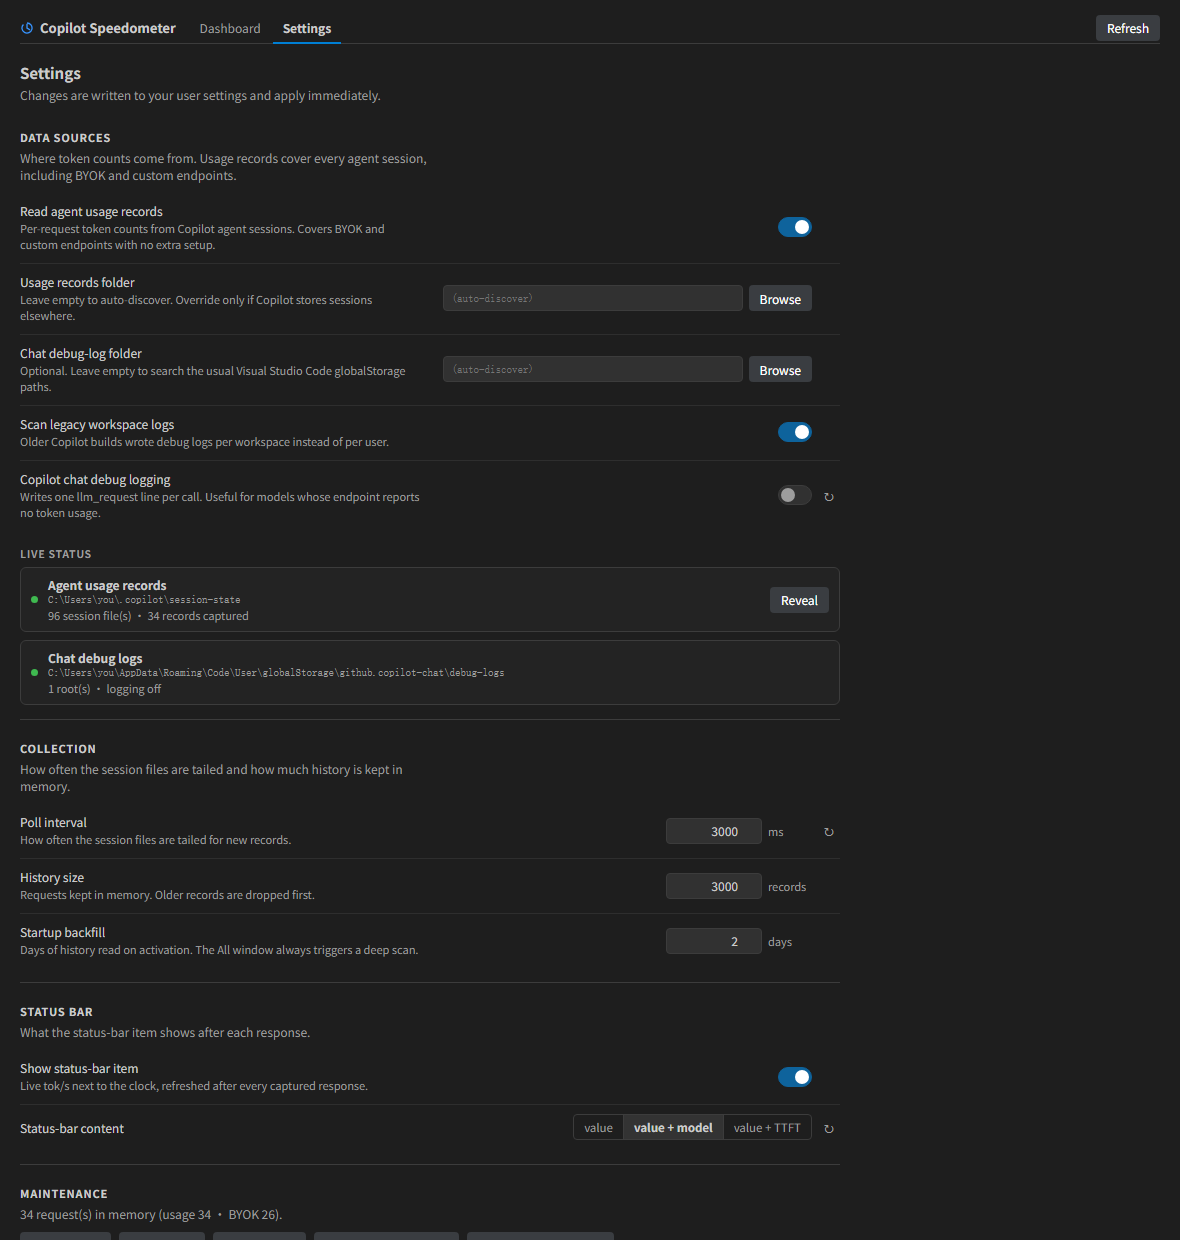 Copilot Speedometer Dashboard Settings Refresh
Settings
Changes are written to your user settings and apply immediately.
DATA SOURCES
Where token counts come from. Usage records cover every agent session,
including BYOK and custom endpoints.
Read agent usage records
Per-request token counts from Copilot agent sessions. Covers BYOK and
custom endpoints with no extra setup.
Usage records folder
Leave empty to auto-discover. Override only if Copilot stores sessions
elsewhere.
(auto-discover) Browse
Chat debug-log folder
Optional. Leave empty to search the usual Visual Studio Code globalStorage
paths.
(auto-discover) Browse
Scan legacy workspace logs
Older Copilot builds wrote debug logs per workspace instead of per user.
Copilot chat debug logging
Writes one llm_request line per call. Useful for models whose endpoint reports
no token usage.
LIVE STATUS
Agent usage records
C:\Users\you\.copilot\session-state
96 session file(s) • 34 records captured
Reveal
Chat debug logs
C:\Users\you\AppData\Roaming\Code\User\globalStorage\github.copilot-chat\debug-logs
1 root(s) • logging off
COLLECTION
How often the session files are tailed and how much history is kept in
memory.
Poll interval
How often the session files are tailed for new records.
3000 ms
History size
Requests kept in memory. Older records are dropped first.
3000 records
Startup backfill
Days of history read on activation. The All window always triggers a deep scan.
2 days
STATUS BAR
What the status-bar item shows after each response.
Show status-bar item
Live tok/s next to the clock, refreshed after every captured response.
Status-bar content value value + model value + TTFT
MAINTENANCE
34 request(s) in memory (usage 34 • BYOK 26).